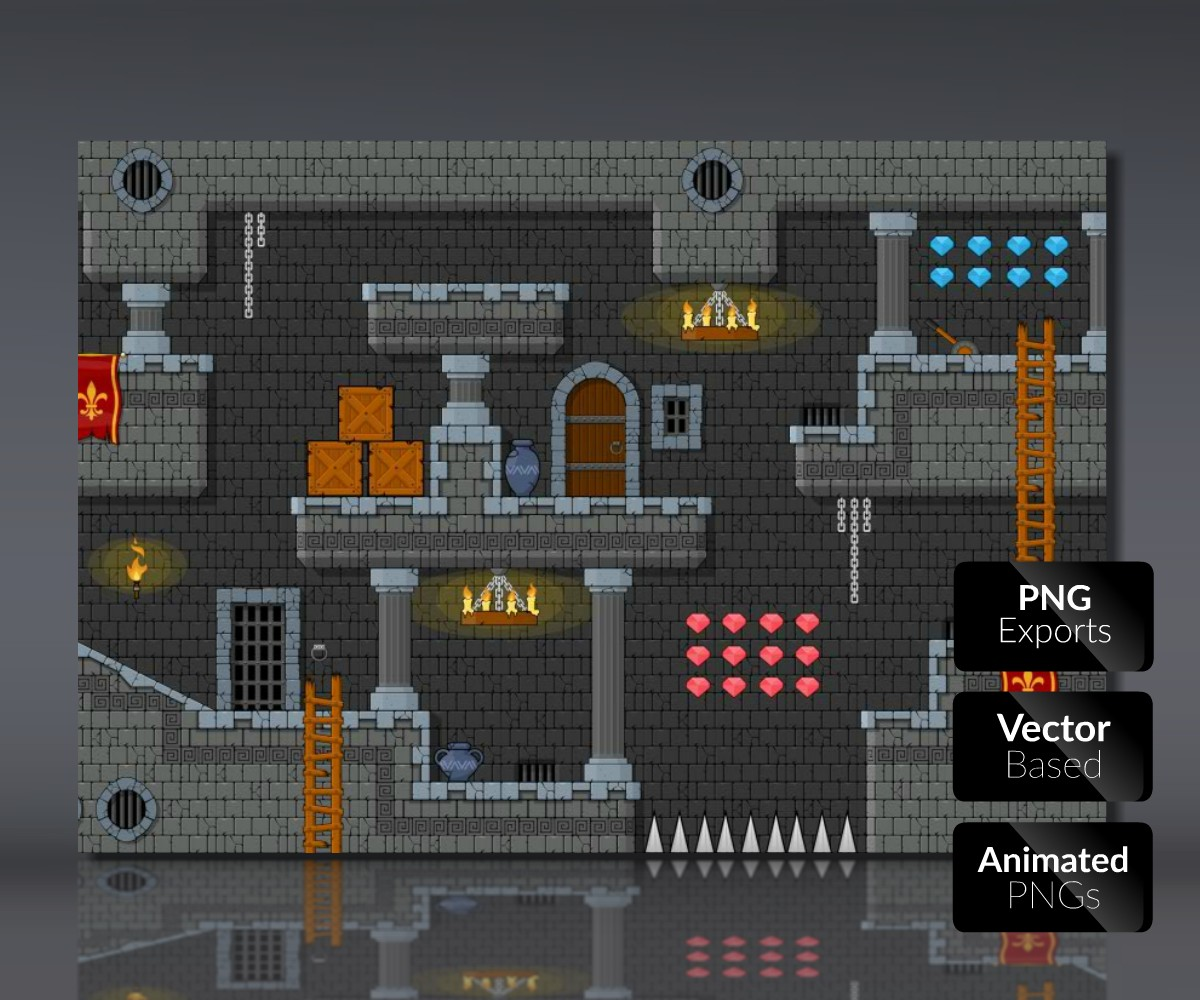 PNG
Exports
Vector
Based
Animated
PNGs